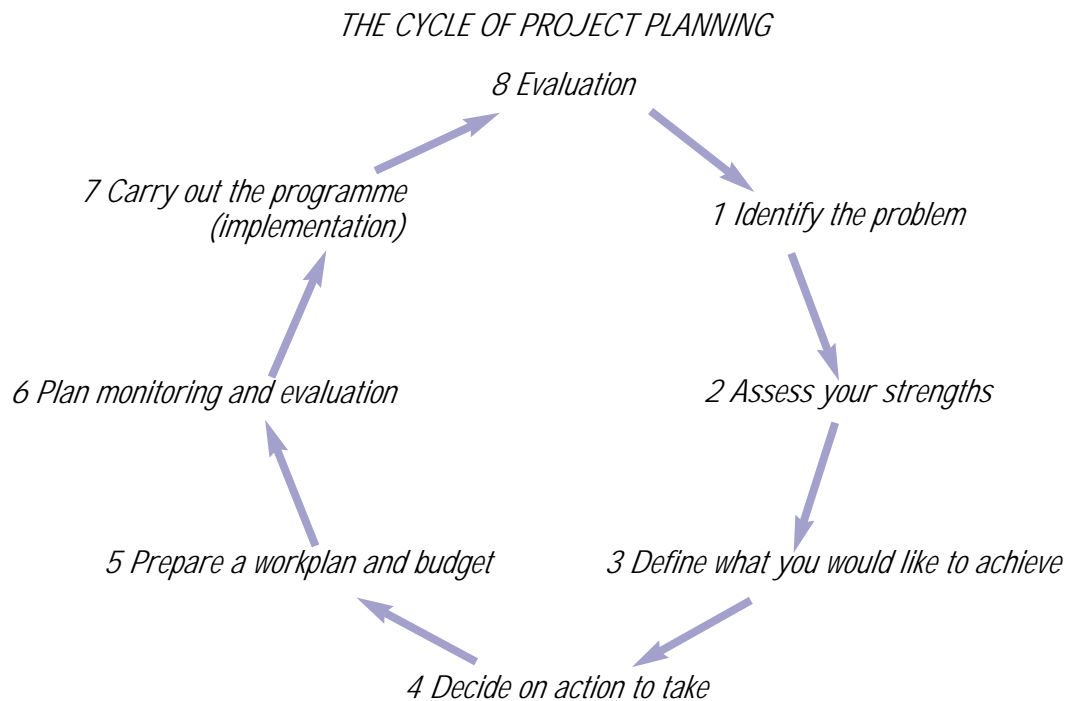 THE CYCLE OF PROJECT PLANNING
8 Evaluation
1 Identify the problem
2 Assess your strengths
3 Define what you would like to achieve
4 Decide on action to take
5 Prepare a workplan and budget
6 Plan monitoring and evaluation
7 Carry out the programme
(implementation)